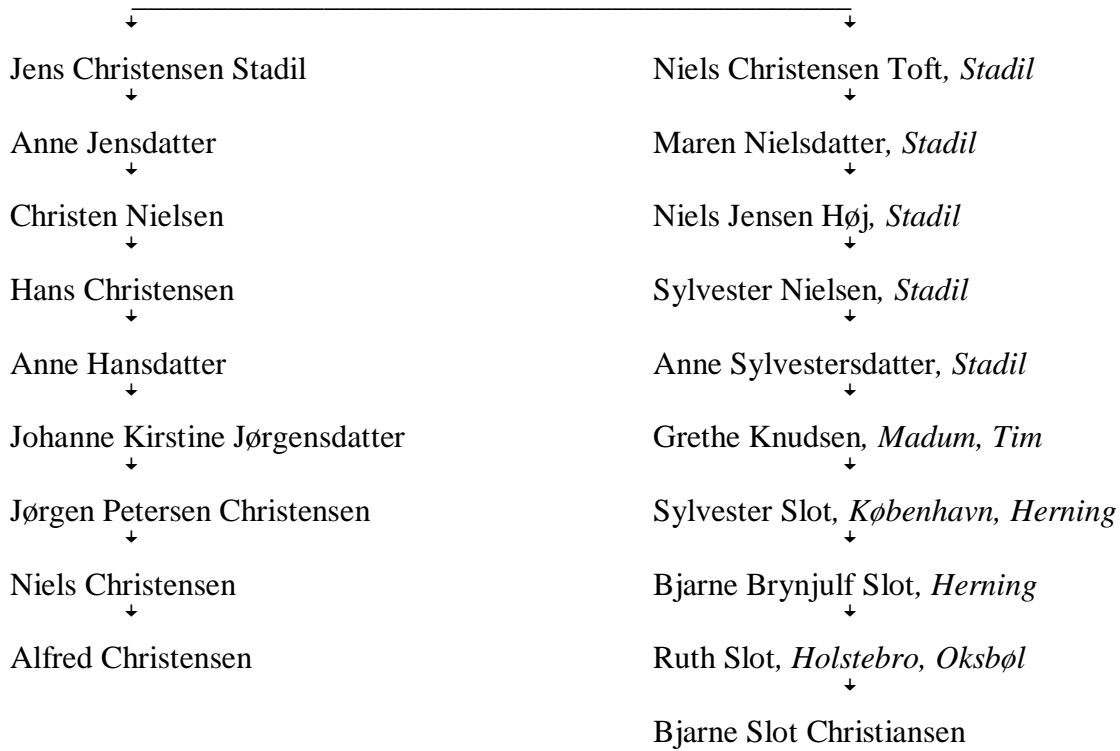 Jens Christensen Stadil
Niels Christensen Toft, Stadil
Anne Jensdatter
Maren Nielsdatter, Stadil
Christen Nielsen
Niels Jensen Høj, Stadil
Hans Christensen
Sylvester Nielsen, Stadil
Anne Hansdatter
Anne Sylvestersdatter, Stadil
Johanne Kirstine Jørgensdatter
Grethe Knudsen, Madum, Tim
Jørgen Petersen Christensen
Sylvester Slot, København, Herning
Niels Christensen
Bjarne Brynjulf Slot, Herning
Alfred Christensen
Ruth Slot, Holstebro, Oksbøl
Bjarne Slot Christiansen